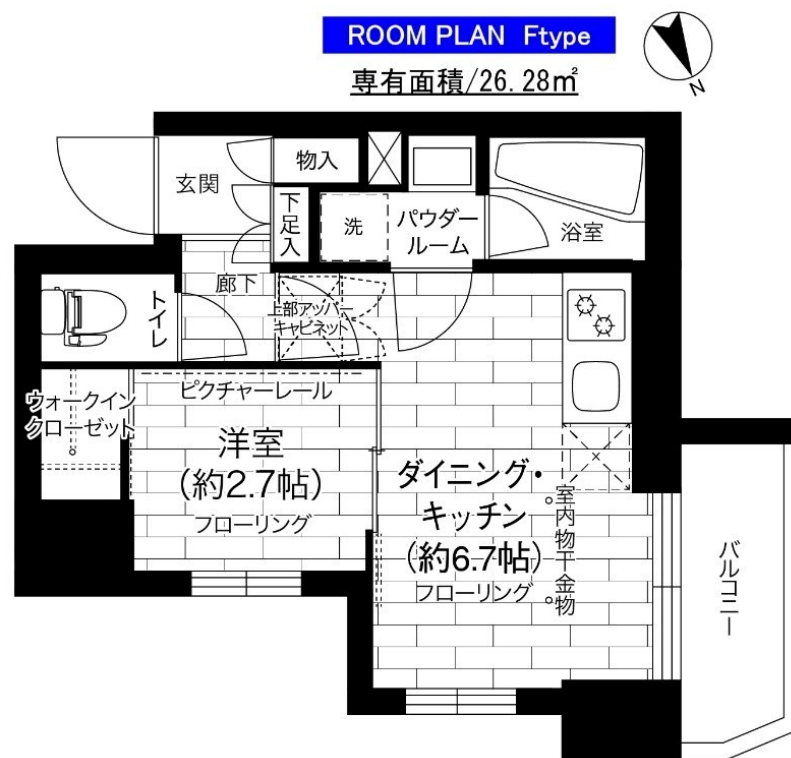 ROOM PLAN Ftype
専有面積/26.28㎡
N
玄関
物入
下足入
洗
パウダー
ルーム
浴室
廊下
トイレ
上部アッパー
キャビネット
ウォークイン
クローゼット
ピクチャーレール
洋室
(約2.7帖)
フローリング
ダイニング・
キッチン
(約6.7帖)
フローリング
室内物干金物
バルコニー